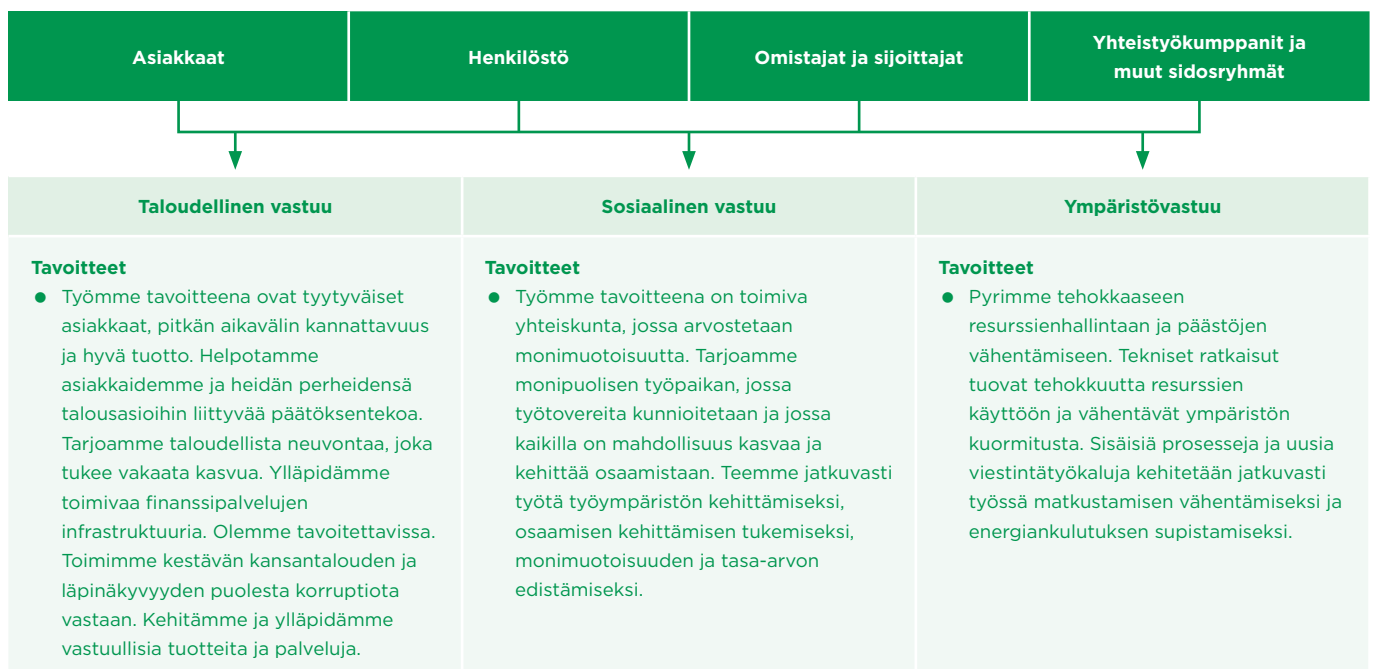 Asiakkaat
Henkilöstö
Omistajat ja sijoittajat
Yhteistyökumppanit ja
muut sidosryhmät
Taloudellinen vastuu
Sosiaalinen vastuu
Ympäristövastuu
Tavoitteet
● Työmme tavoitteena ovat tyytyväiset
asiakkaat, pitkän aikavälin kannattavuus
ja hyvä tuotto. Helpotamme
asiakkaidemme ja heidän perheidensä
talousasioihin liittyvää päätöksentekoa.
Tarjoamme taloudellista neuvontaa, joka
tukee vakaata kasvua. Ylläpidämme
toimivaa finanssipalvelujen
infrastruktuuria. Olemme tavoitettavissa.
Toimimme kestävän kansantalouden ja
läpinäkyvyyden puolesta korruptiota
vastaan. Kehitämme ja ylläpidämme
vastuullisia tuotteita ja palveluja.
Tavoitteet
● Työmme tavoitteena on toimiva
yhteiskunta, jossa arvostetaan
monimuotoisuutta. Tarjoamme
monipuolisen työpaikan, jossa
työtovereita kunnioitetaan ja jossa
kaikilla on mahdollisuus kasvaa ja
kehittää osaamistaan. Teemme jatkuvasti
työtä työympäristön kehittämiseksi,
osaamisen kehittämisen tukemiseksi,
monimuotoisuuden ja tasa-arvon
edistämiseksi.
Tavoitteet
● Pyrimme tehokkaaseen
resurssienhallintaan ja päästöjen
vähentämiseen. Tekniset ratkaisut
tuovat tehokkuutta resurssien
käyttöön ja vähentävät ympäristön
kuormitusta. Sisäisiä prosesseja ja uusia
viestintätyökaluja kehitetään jatkuvasti
työssä matkustamisen vähentämiseksi ja
energiankulutuksen supistamiseksi.